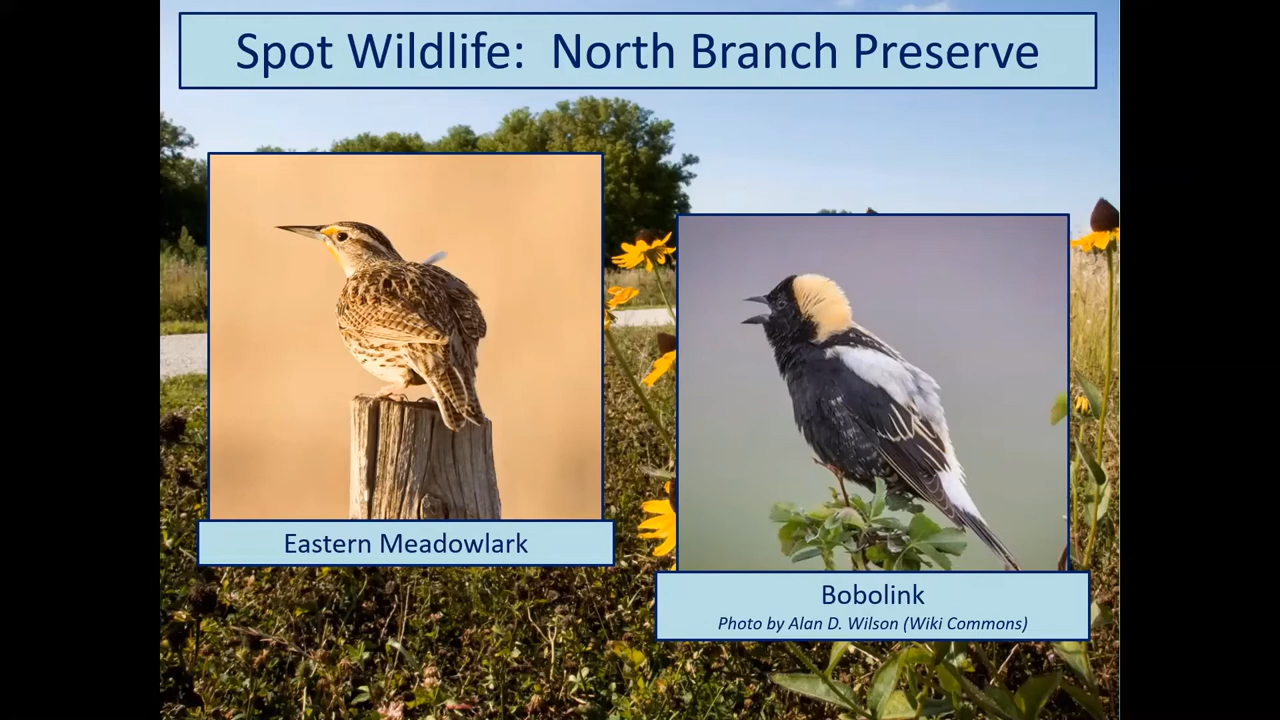 Spot Wildlife:  North Branch Preserve
Eastern Meadowlark
Bobolink
Photo by Alan D. Wilson (Wiki Commons)